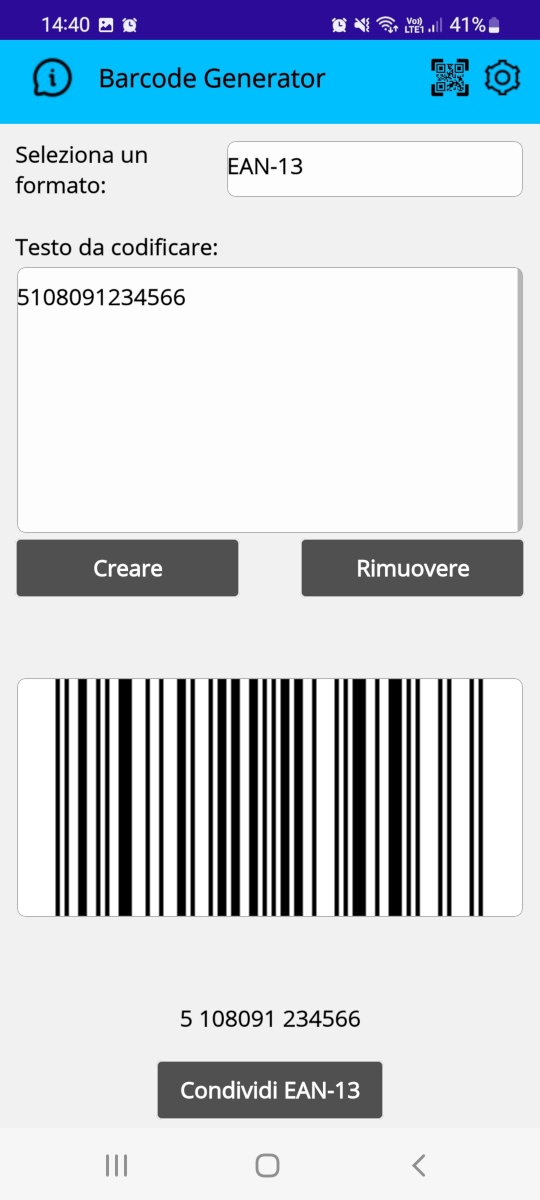 14:40
Vo)) LTE1 41%
Barcode Generator
Seleziona un
formato:
EAN-13
Testo da codificare:
5108091234566
Creare
Rimuovere
5 108091 234566
Condividi EAN-13